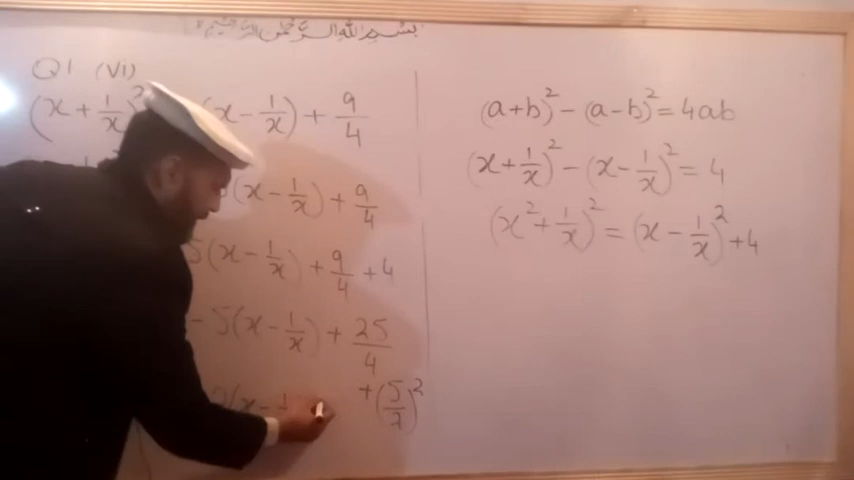 بسم اللہ الرحمن الرحیم
Q1 (vi)
(x + 1/x)² (x - 1/x) + 9/4
(x - 1/x) + 9/4
5(x - 1/x) + 9/4 + 4
- 5(x - 1/x) + 25/4
2(x - 1 + (5/2)²
(a+b)² - (a-b)² = 4ab
(x + 1/x)² - (x - 1/x)² = 4
(x² + 1/x)² = (x - 1/x)² + 4